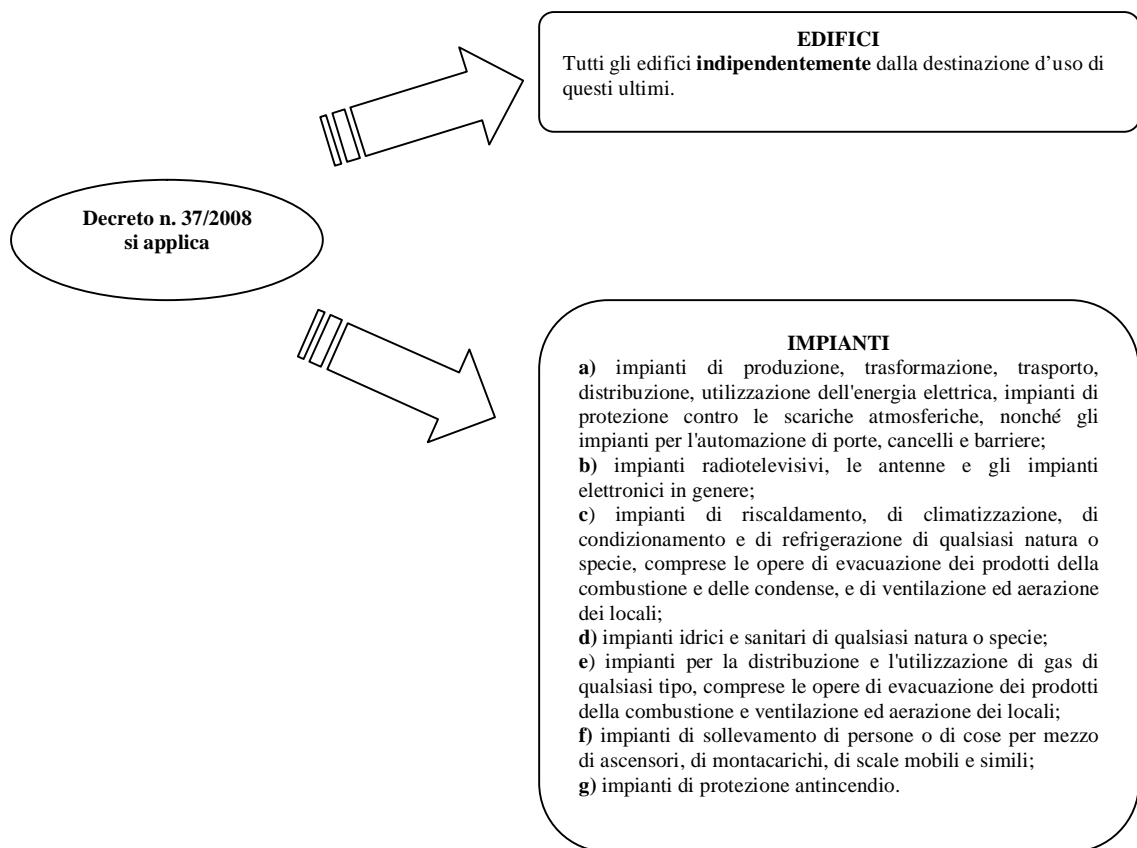 EDIFICI
Tutti gli edifici indipendentemente dalla destinazione d'uso di
questi ultimi.
Decreto n. 37/2008
si applica
IMPIANTI
a) impianti di produzione, trasformazione, trasporto,
distribuzione, utilizzazione dell'energia elettrica, impianti di
protezione contro le scariche atmosferiche, nonché gli
impianti per l'automazione di porte, cancelli e barriere;
b) impianti radiotelevisivi, le antenne e gli impianti
elettronici in genere;
c) impianti di riscaldamento, di climatizzazione, di
condizionamento e di refrigerazione di qualsiasi natura o
specie, comprese le opere di evacuazione dei prodotti della
combustione e delle condense, e di ventilazione ed aerazione
dei locali;
d) impianti idrici e sanitari di qualsiasi natura o specie;
e) impianti per la distribuzione e l'utilizzazione di gas di
qualsiasi tipo, comprese le opere di evacuazione dei prodotti
della combustione e ventilazione ed aerazione dei locali;
f) impianti di sollevamento di persone o di cose per mezzo
di ascensori, di montacarichi, di scale mobili e simili;
g) impianti di protezione antincendio.